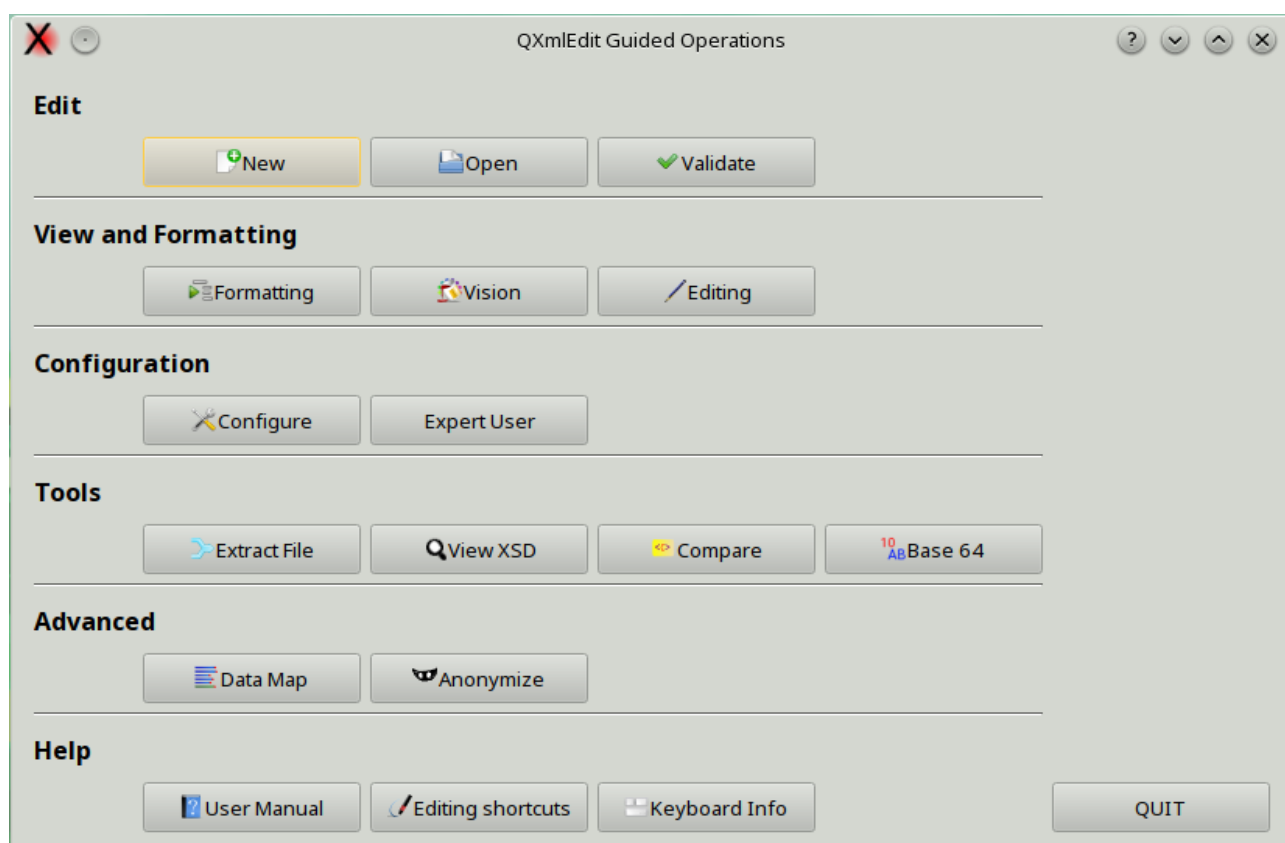 QXmlEdit Guided Operations
Edit
New Open Validate
View and Formatting
Formatting Vision Editing
Configuration
Configure Expert User
Tools
Extract File View XSD Compare 10 AB Base 64
Advanced
Data Map Anonymize
Help
User Manual Editing shortcuts Keyboard Info QUIT